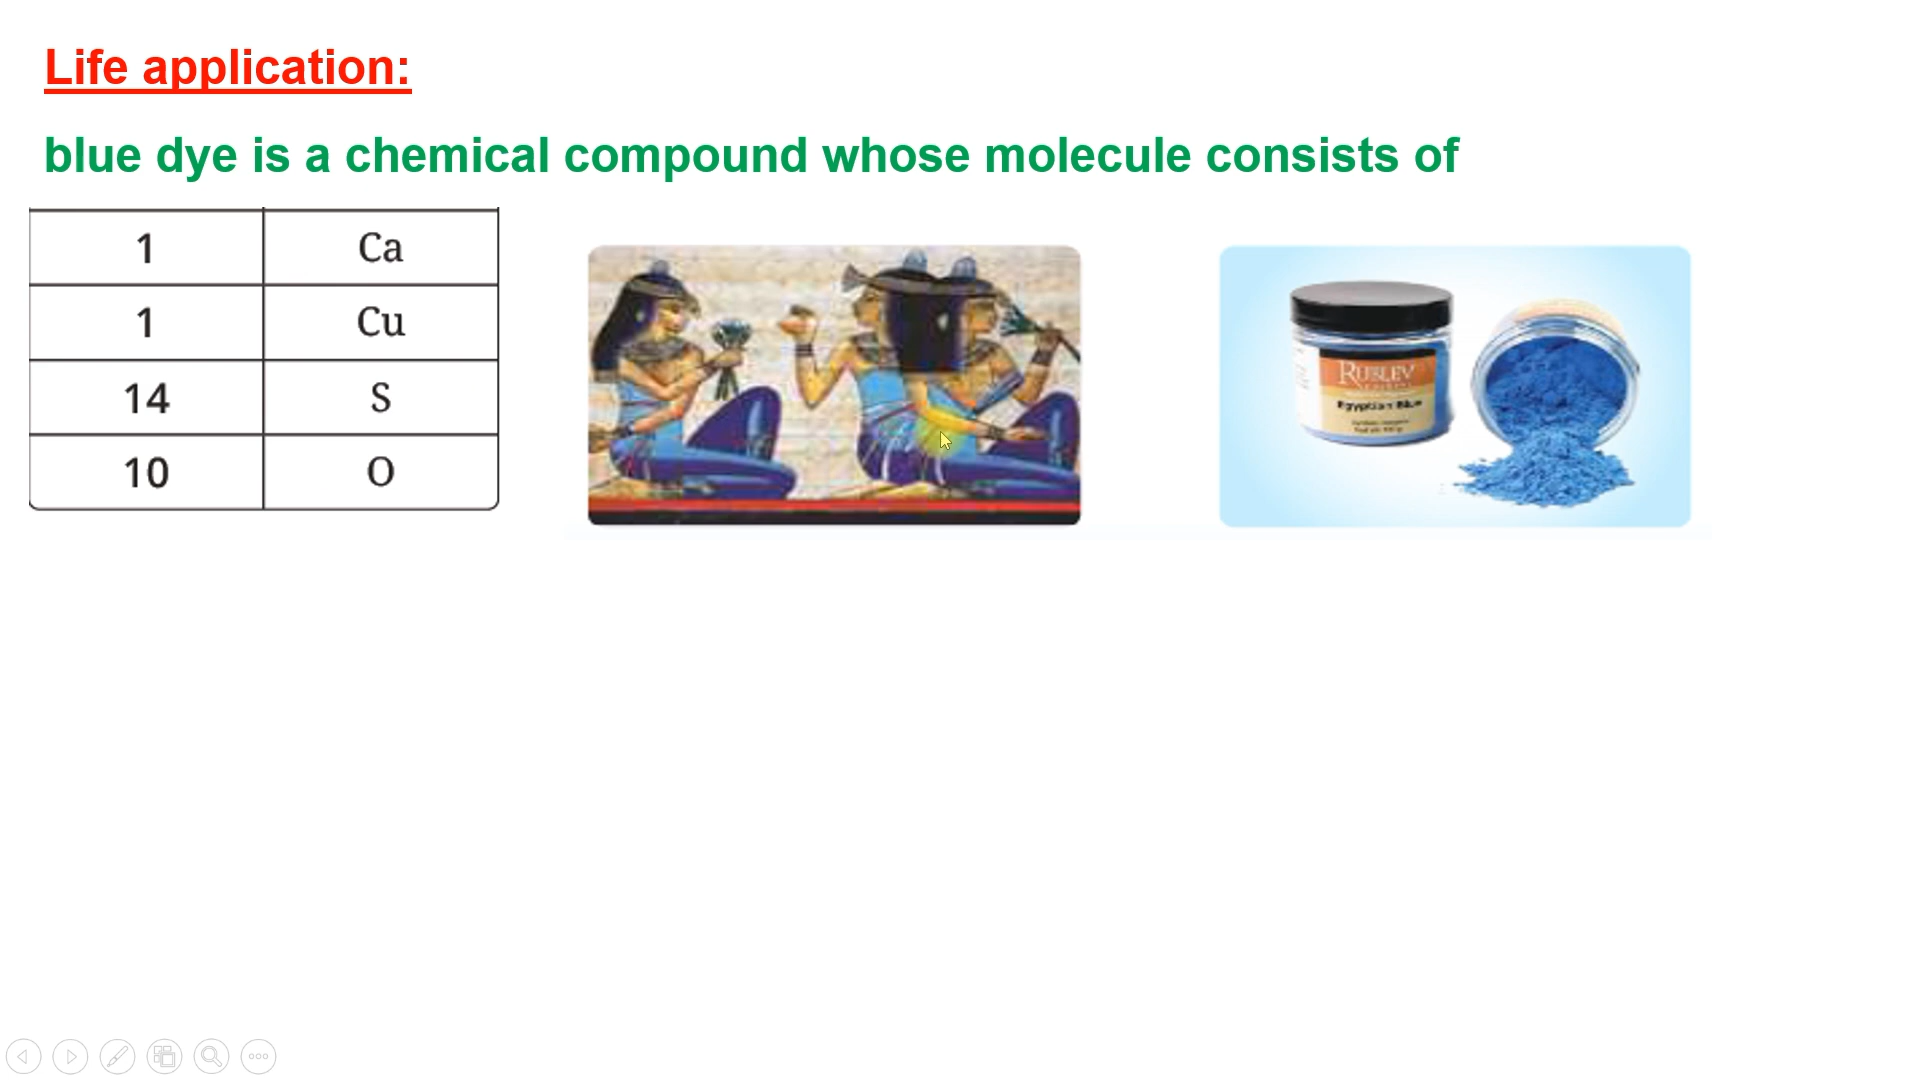 Life application:
blue dye is a chemical compound whose molecule consists of
1 Ca
1 Cu
14 S
10 O
RUBLEV
Egyptian Blue